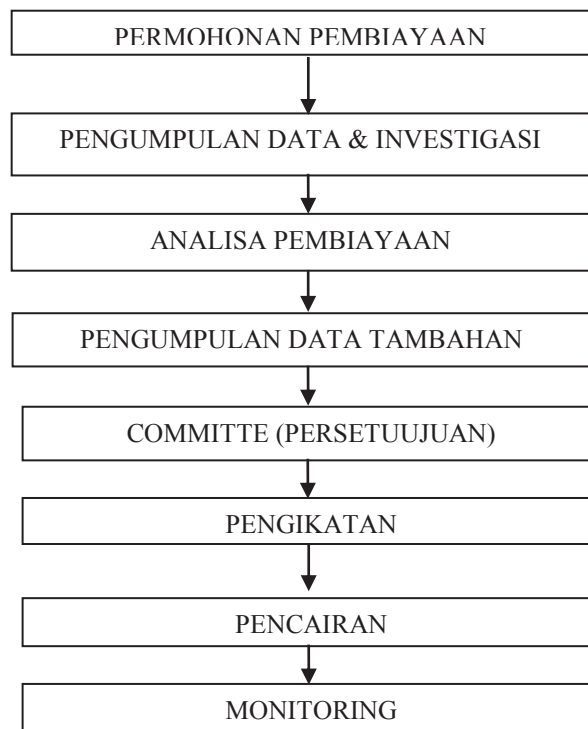 PERMOHONAN PEMBIAYAAN
PENGUMPULAN DATA & INVESTIGASI
ANALISA PEMBIAYAAN
PENGUMPULAN DATA TAMBAHAN
COMMITTE (PERSETUUJUAN)
PENGIKATAN
PENCAIRAN
MONITORING